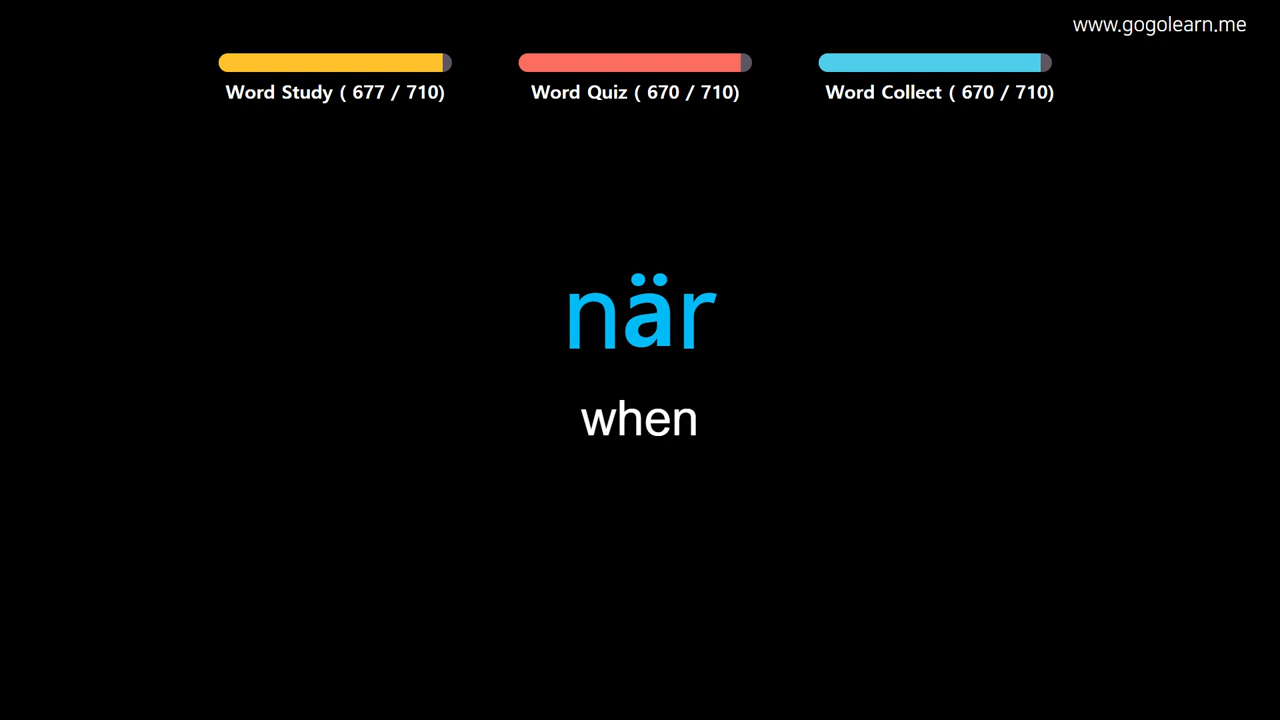 www.gogolearn.me
Word Study ( 677 / 710)
Word Quiz ( 670 / 710)
Word Collect ( 670 / 710)
när
when